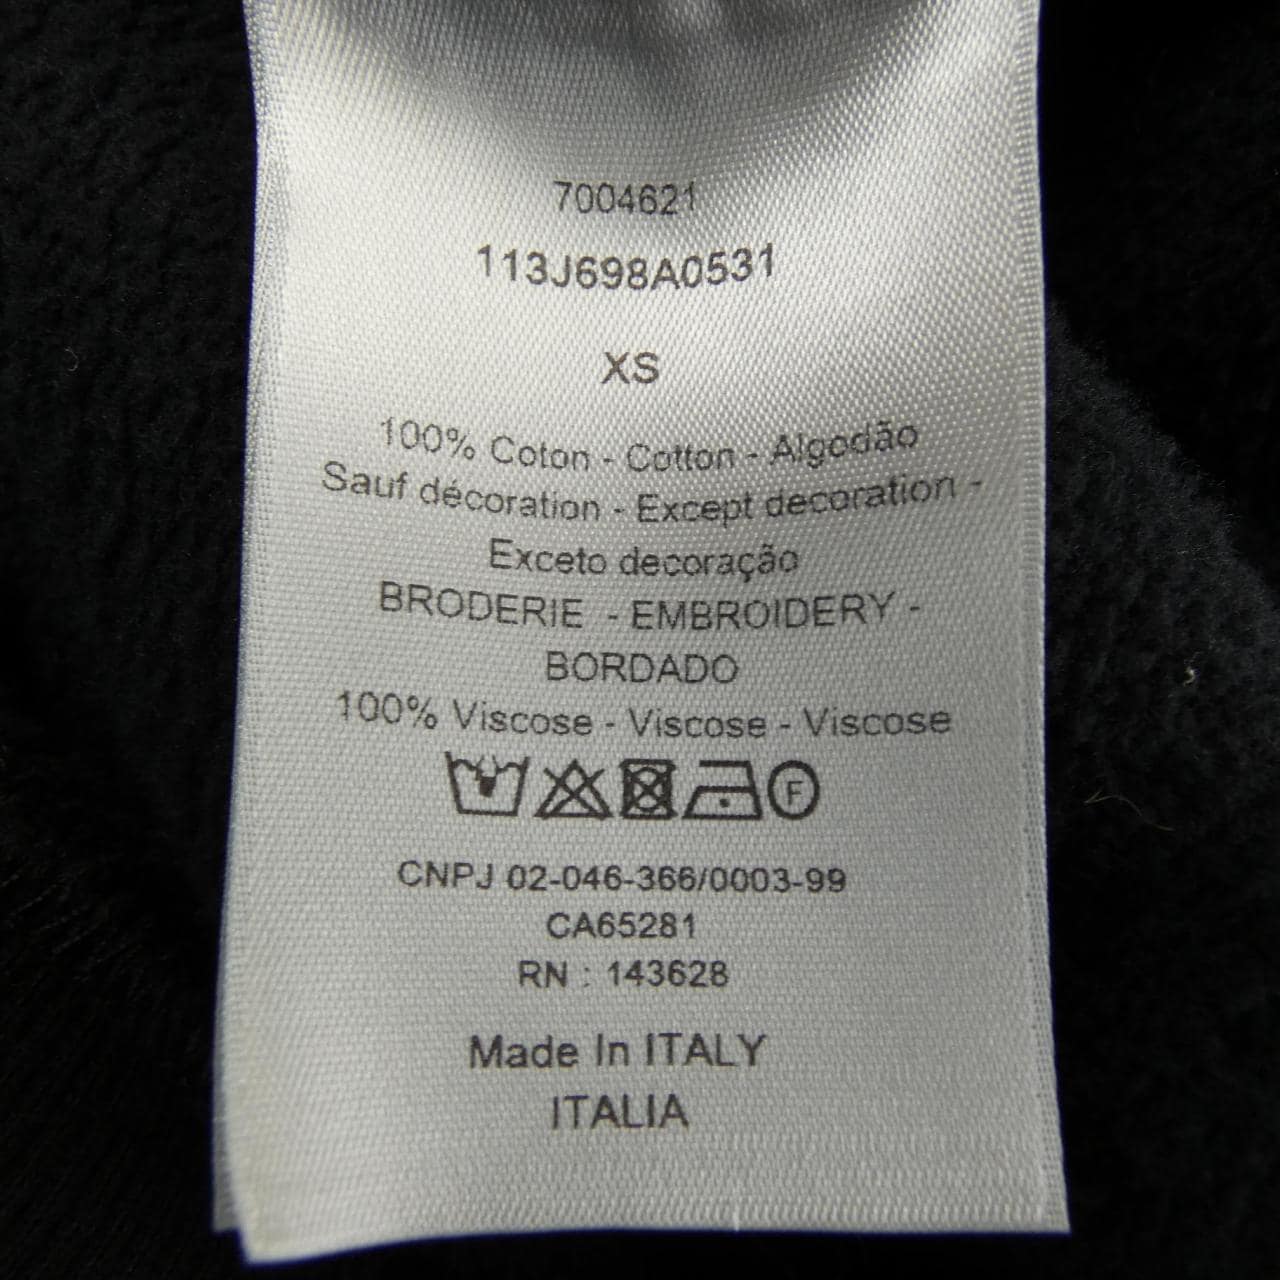 7004621
113J698A0531
XS
100% Coton - Cotton - Algodão
Sauf décoration - Except decoration -
Exceto decoração
BRODERIE - EMBROIDERY -
BORDADO
100% Viscose - Viscose - Viscose
F
CNPJ 02-046-366/0003-99
CA65281
RN : 143628
Made In ITALY
ITALIA